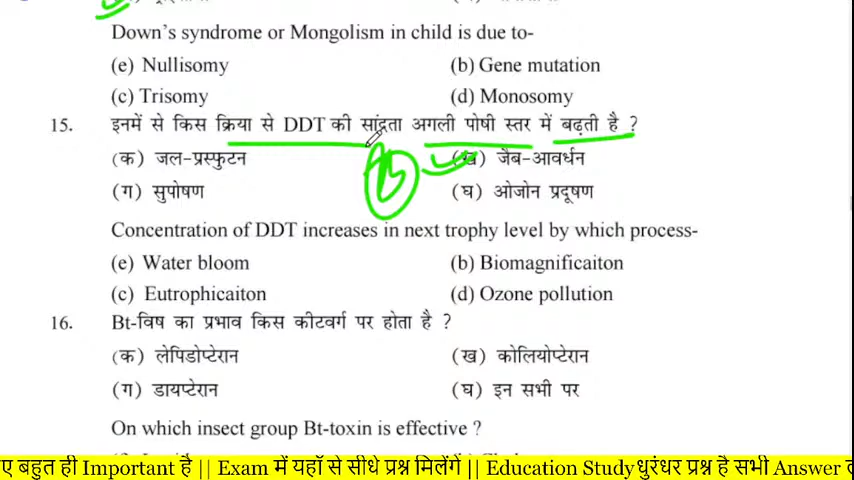 Down's syndrome or Mongolism in child is due to-
(e) Nullisomy (b) Gene mutation
(c) Trisomy (d) Monosomy
15. इनमें से किस क्रिया से DDT की सांद्रता अगली पोषी स्तर में बढ़ती है ?
(क) जल-प्रस्फुटन (ख) जैब-आवर्धन
(ग) सुपोषण (घ) ओजोन प्रदूषण
Concentration of DDT increases in next trophy level by which process-
(e) Water bloom (b) Biomagnificaiton
(c) Eutrophicaiton (d) Ozone pollution
16. Bt-विष का प्रभाव किस कीटवर्ग पर होता है ?
(क) लेपिडोप्टेरान (ख) कोलियोप्टेरान
(ग) डायप्टेरान (घ) इन सभी पर
On which insect group Bt-toxin is effective ?
बहुत ही Important है || Exam में यहाँ से सीधे प्रश्न मिलेंगें || Education Study धुरंधर प्रश्न है सभी Answer